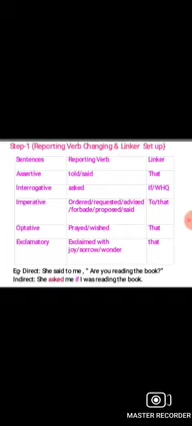 Step-1 (Reporting Verb Changing & Linker Set up)
Sentences Reporting Verb Linker
Assertive told/said That
Interrogative asked if/WHQ
Imperative Ordered/requested/advised To/that
/forbade/proposed/said
Optative Prayed/wished That
Exclamatory Exclaimed with that
joy/sorrow/wonder
Eg- Direct: She said to me , " Are you reading the book?"
Indirect: She asked me if I was reading the book.
MASTER RECORDER